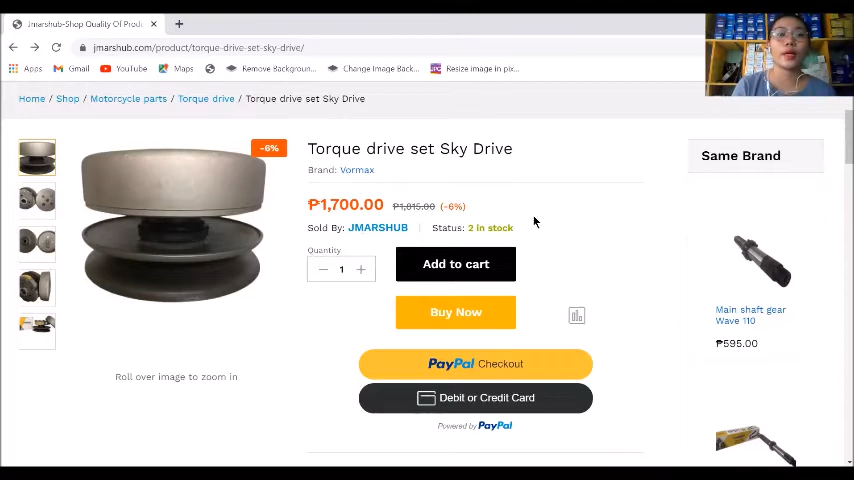 Jmarshub-Shop Quality Of Produ
jmarshub.com/product/torque-drive-set-sky-drive/
Apps
Gmail
YouTube
Maps
Remove Backgroun...
Change Image Back...
Resize image in pix...
Home / Shop / Motorcycle parts / Torque drive / Torque drive set Sky Drive
-6%
Torque drive set Sky Drive
Brand: Vormax
₱1,700.00 ₱1,815.00 (-6%)
Sold By: JMARSHUB
Status: 2 in stock
Quantity
1
Add to cart
Buy Now
PayPal Checkout
Debit or Credit Card
Powered by PayPal
Roll over image to zoom in
Same Brand
Main shaft gear
Wave 110
₱595.00